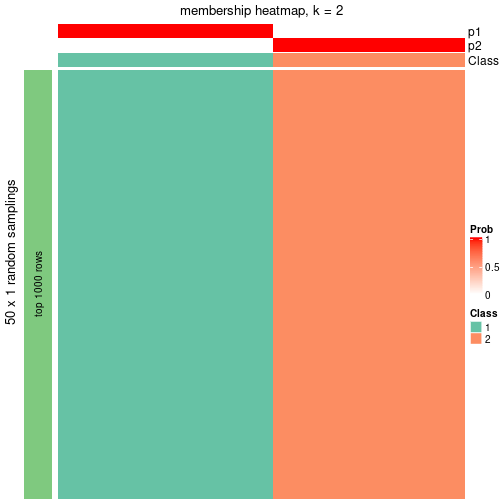 membership heatmap, k = 2
p1
p2
Class
50 x 1 random samplings
top 1000 rows
Prob
1
0.5
0
Class
1
2